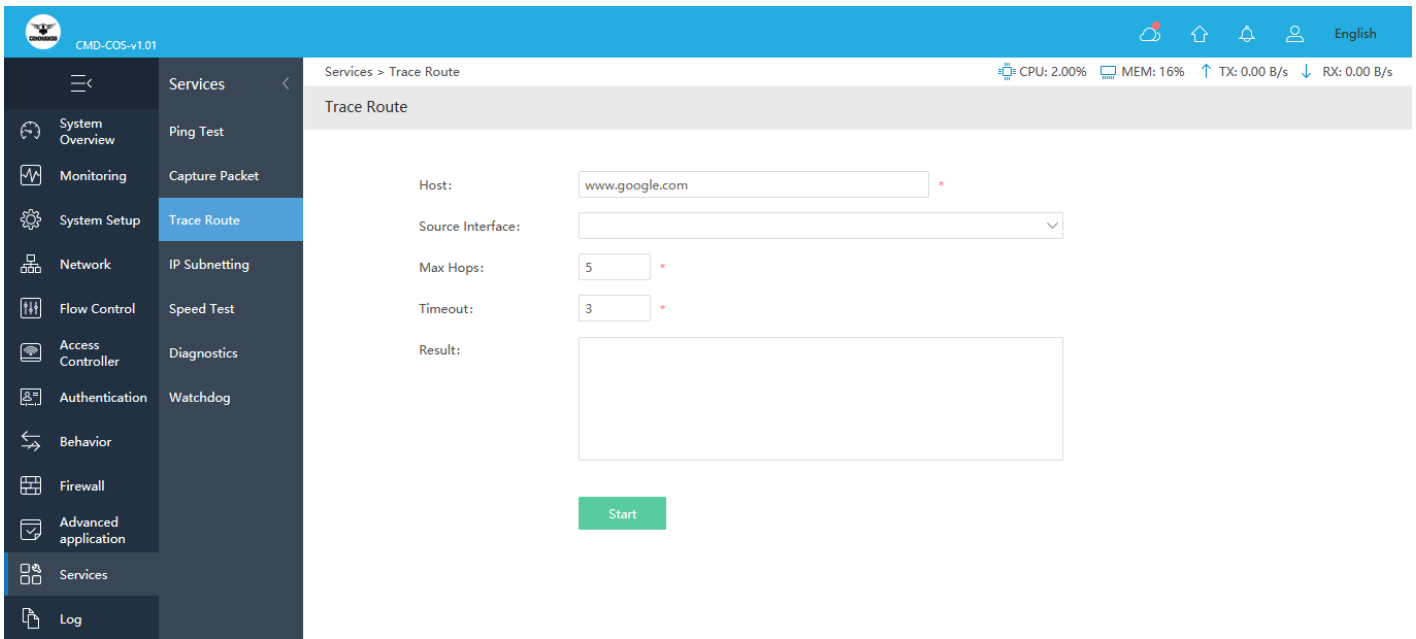 COMMANDO
CMD-COS-v1.01
English
Services
Services > Trace Route
CPU: 2.00% MEM: 16% TX: 0.00 B/s RX: 0.00 B/s
Trace Route
System
Overview
Monitoring
System Setup
Network
Flow Control
Access
Controller
Authentication
Behavior
Firewall
Advanced
application
Services
Log
Ping Test
Capture Packet
Trace Route
IP Subnetting
Speed Test
Diagnostics
Watchdog
Host: www.google.com *
Source Interface:
Max Hops: 5 *
Timeout: 3 *
Result:
Start